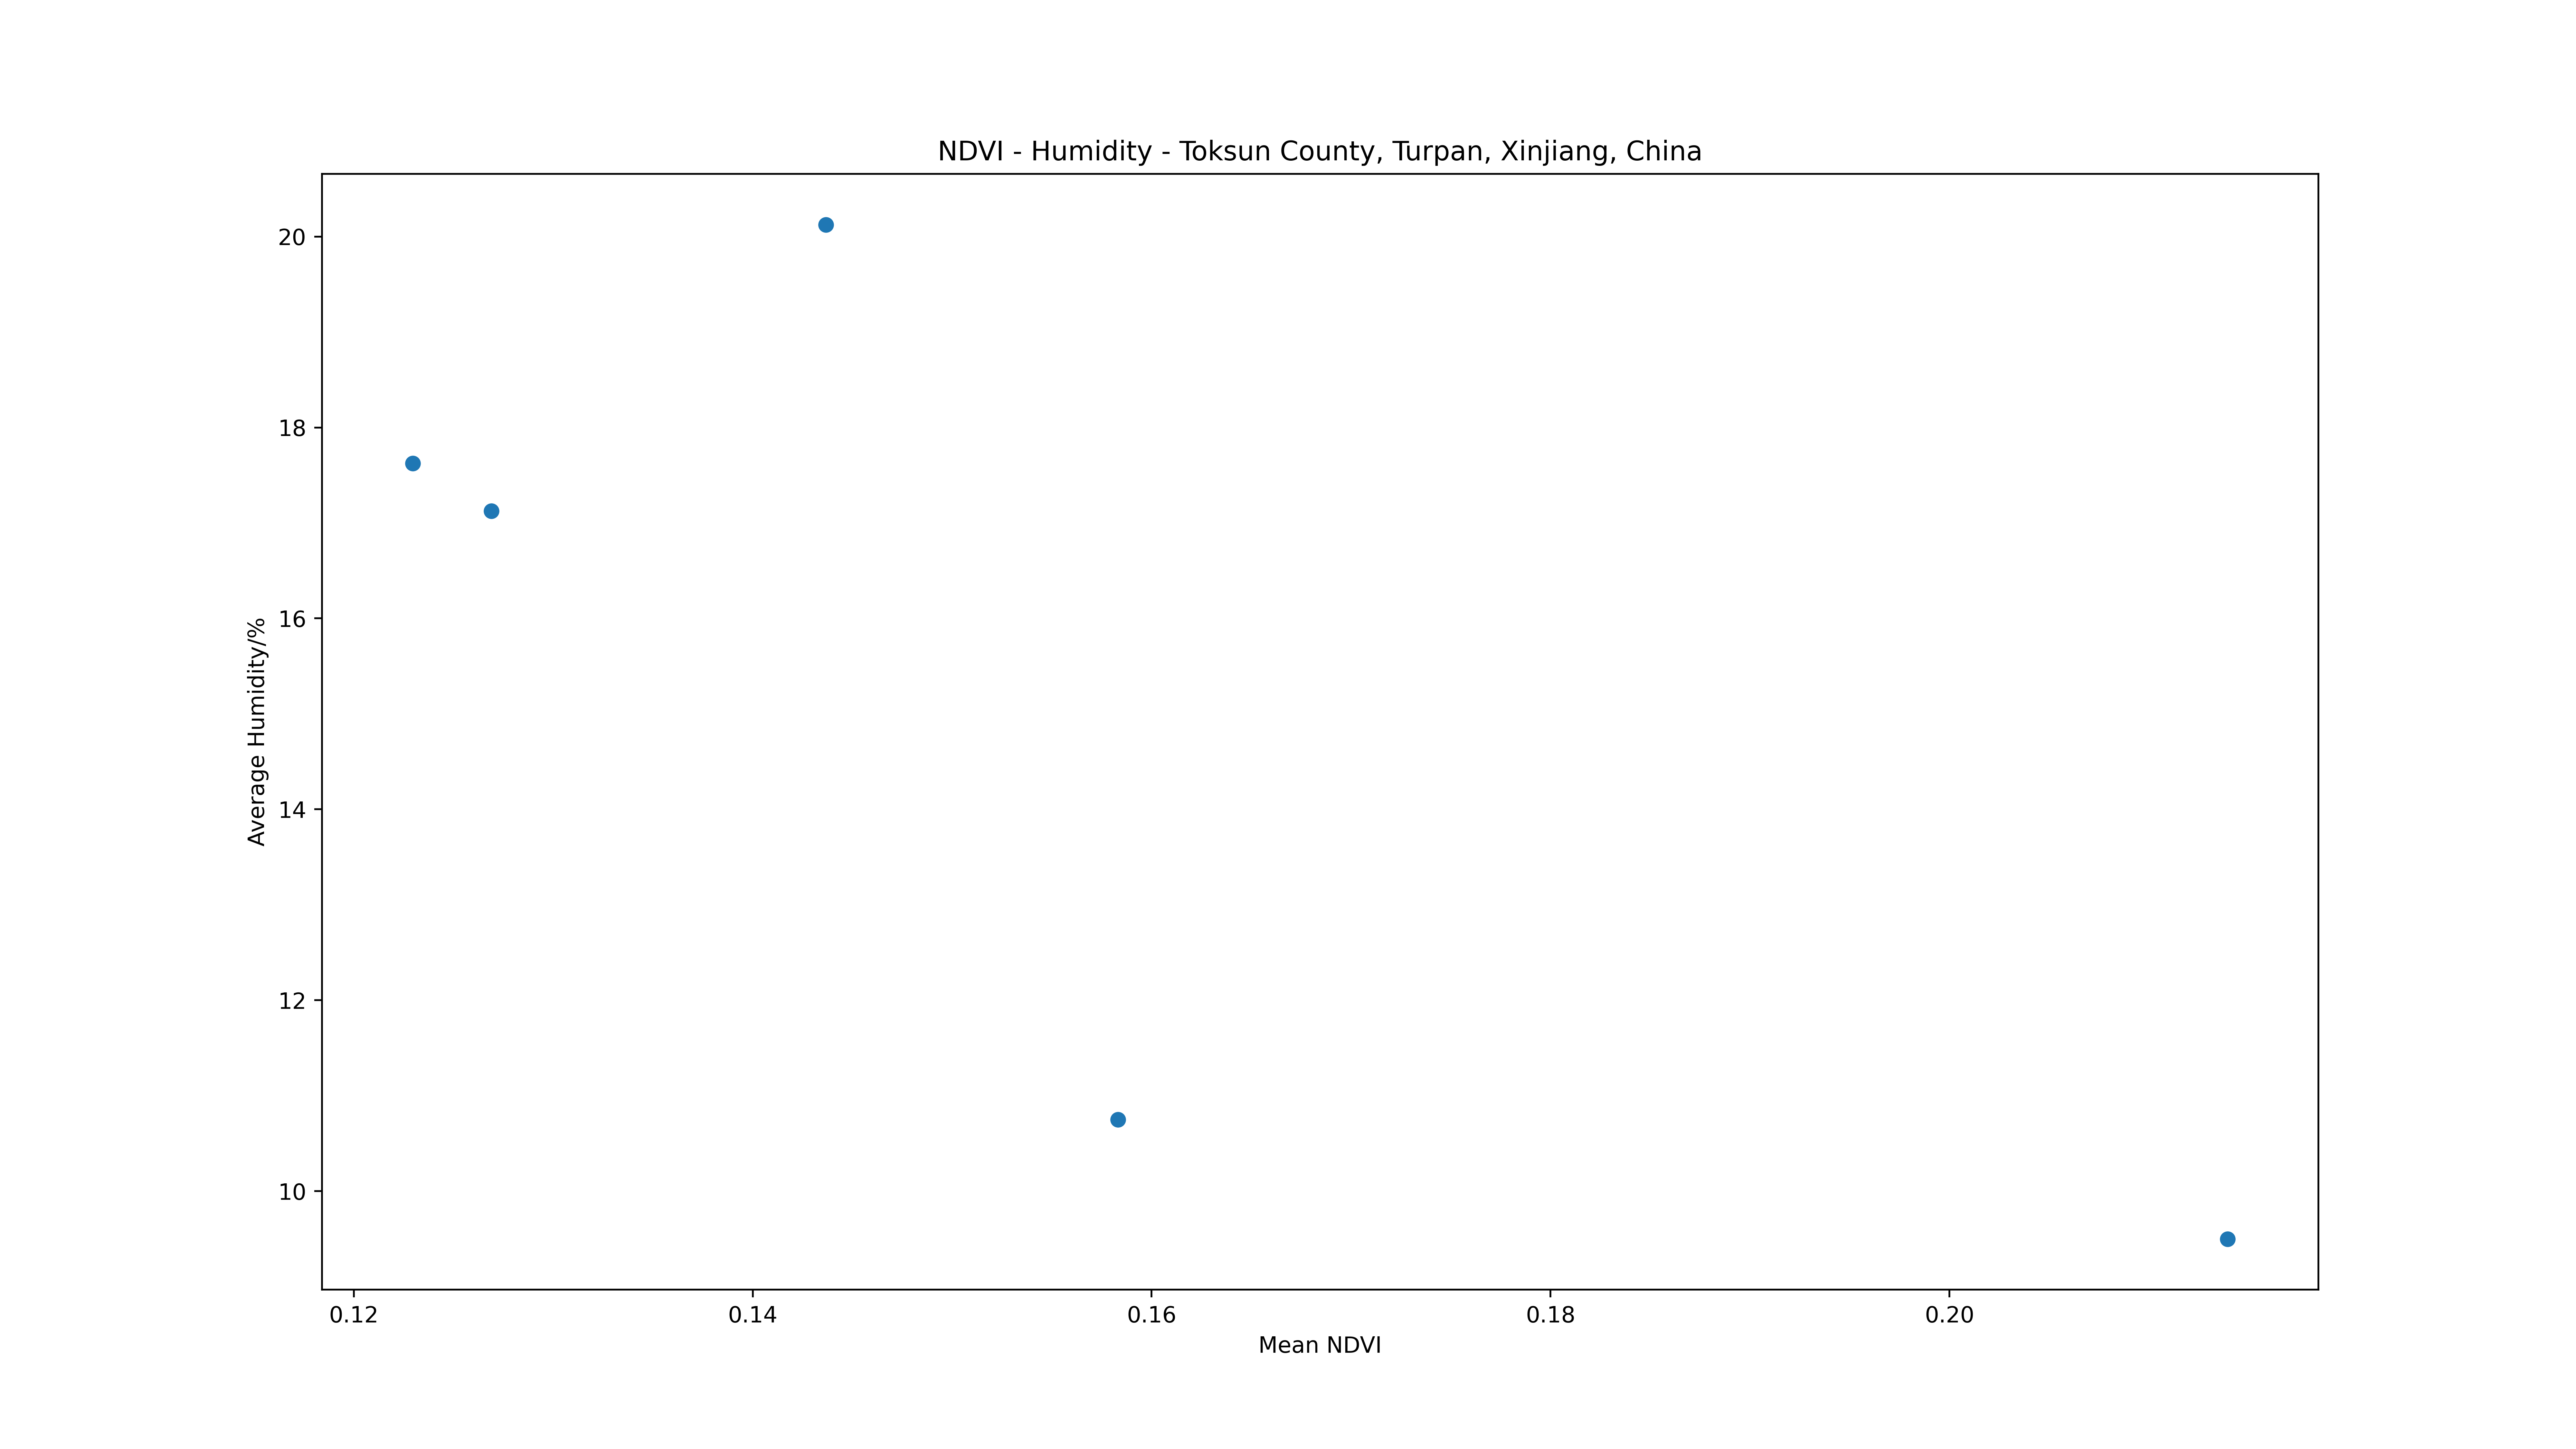 NDVI - Humidity - Toksun County, Turpan, Xinjiang, China
Average Humidity/%
20
18
16
14
12
10
0.12 0.14 0.16 0.18 0.20
Mean NDVI